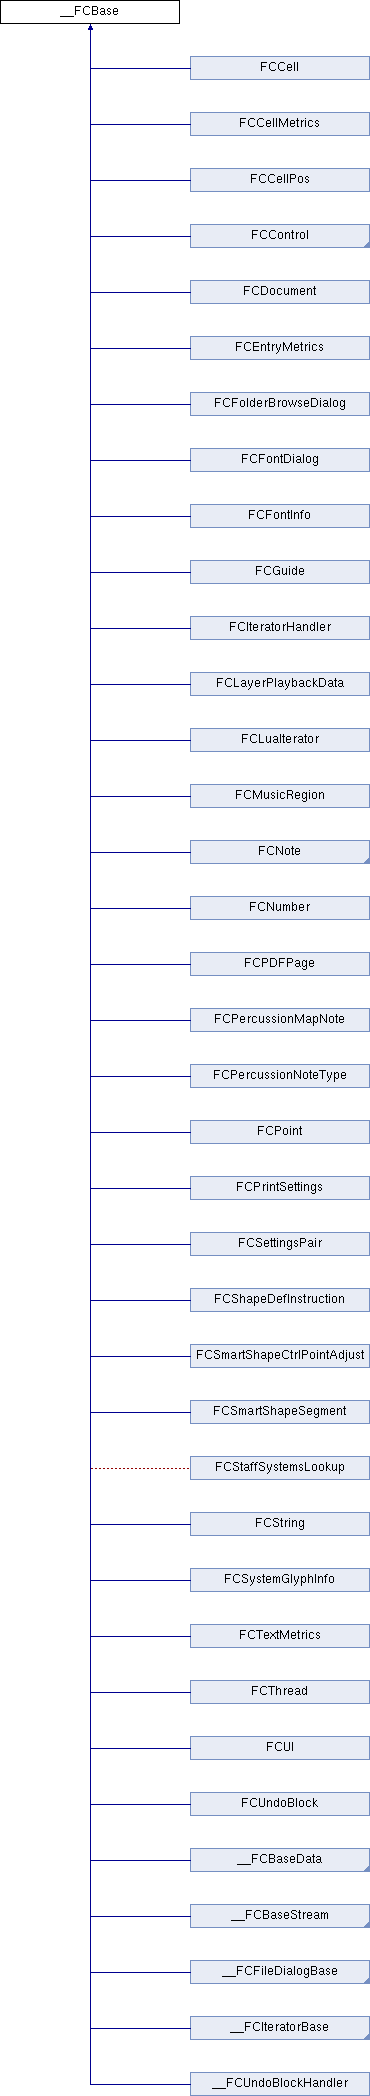 __FCBase
FCCell
FCCellMetrics
FCCellPos
FCControl
FCDocument
FCEntryMetrics
FCFolderBrowseDialog
FCFontDialog
FCFontInfo
FCGuide
FCIteratorHandler
FCLayerPlaybackData
FCLuaIterator
FCMusicRegion
FCNote
FCNumber
FCPDFPage
FCPercussionMapNote
FCPercussionNoteType
FCPoint
FCPrintSettings
FCSettingsPair
FCShapeDefInstruction
FCSmartShapeCtrlPointAdjust
FCSmartShapeSegment
FCStaffSystemsLookup
FCString
FCSystemGlyphInfo
FCTextMetrics
FCThread
FCUI
FCUndoBlock
__FCBaseData
__FCBaseStream
__FCFileDialogBase
__FCIteratorBase
__FCUndoBlockHandler